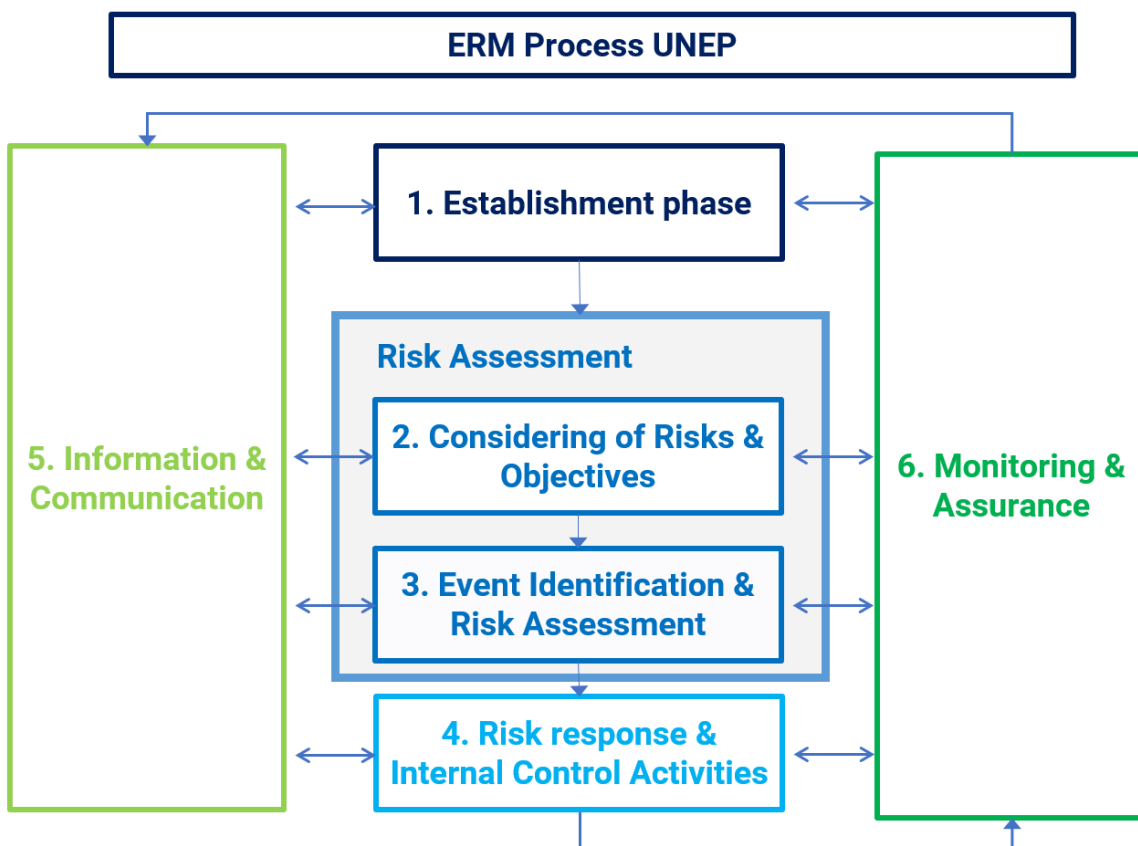 ERM Process UNEP
1. Establishment phase
Risk Assessment
2. Considering of Risks &
Objectives
3. Event Identification &
Risk Assessment
4. Risk response &
Internal Control Activities
5. Information &
Communication
6. Monitoring &
Assurance